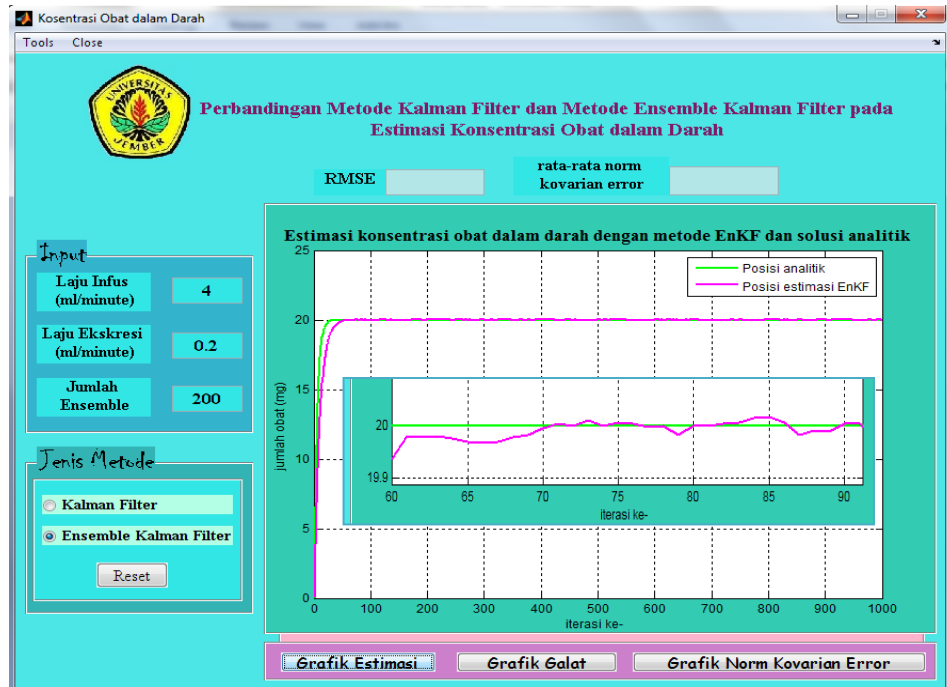 Kosentrasi Obat dalam Darah
Tools Close
UNIVERSITAS
JEMBER
Perbandingan Metode Kalman Filter dan Metode Ensemble Kalman Filter pada
Estimasi Konsentrasi Obat dalam Darah
RMSE
rata-rata norm
kovarian error
Input
Laju Infus
(ml/minute)
4
Laju Ekskresi
(ml/minute)
0.2
Jumlah
Ensemble
200
Jenis Metode
Kalman Filter
Ensemble Kalman Filter
Reset
Estimasi konsentrasi obat dalam darah dengan metode EnKF dan solusi analitik
Posisi analitik
Posisi estimasi EnKF
25
20
15
10
5
0
jumlah obat (mg)
20
19.9
60 65 70 75 80 85 90
iterasi ke-
0 100 200 300 400 500 600 700 800 900 1000
iterasi ke-
Grafik Estimasi
Grafik Galat
Grafik Norm Kovarian Error